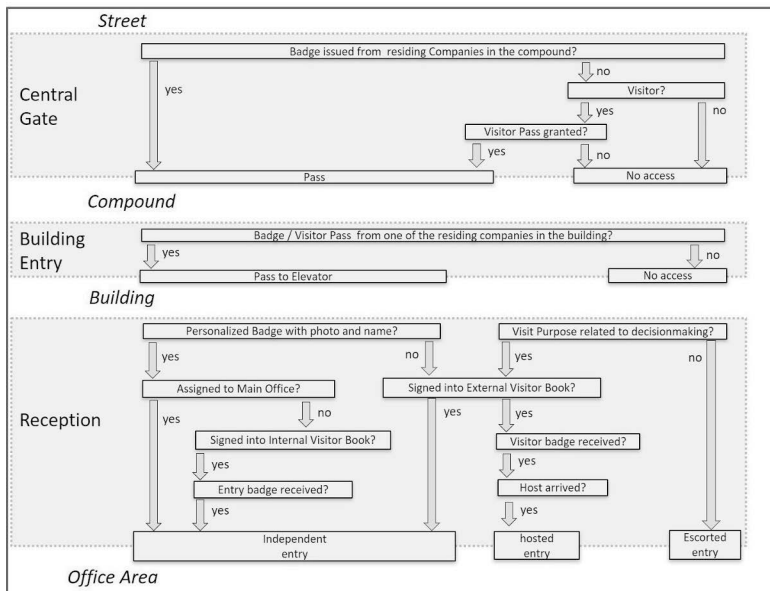 Street
Badge issued from residing Companies in the compound?
yes
no
Central
Gate
Visitor?
yes
no
Visitor Pass granted?
yes
no
Pass
No access
Compound
Building
Entry
Badge / Visitor Pass from one of the residing companies in the building?
yes
no
Pass to Elevator
No access
Building
Reception
Personalized Badge with photo and name?
Visit Purpose related to decisionmaking?
yes
no
yes
no
Assigned to Main Office?
Signed into External Visitor Book?
yes
no
yes
yes
Signed into Internal Visitor Book?
Visitor badge received?
yes
yes
Entry badge received?
Host arrived?
yes
yes
Independent
entry
hosted
entry
Escorted
entry
Office Area